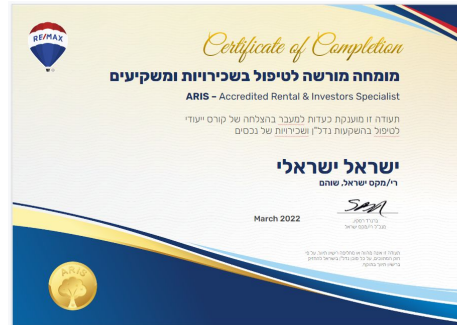 RE/MAX
Certificate of Completion
מומחה מורשה לטיפול בשכירויות ומשקיעים
ARIS – Accredited Rental & Investors Specialist
תעודה זו מוענקת כעדות למעבר בהצלחה של קורס ייעודי
לטיפול בהשקעות נדל"ן ושכירויות של נכסים
ישראל ישראלי
רי/מקס ישראל, שוהם
March 2022
ARIS